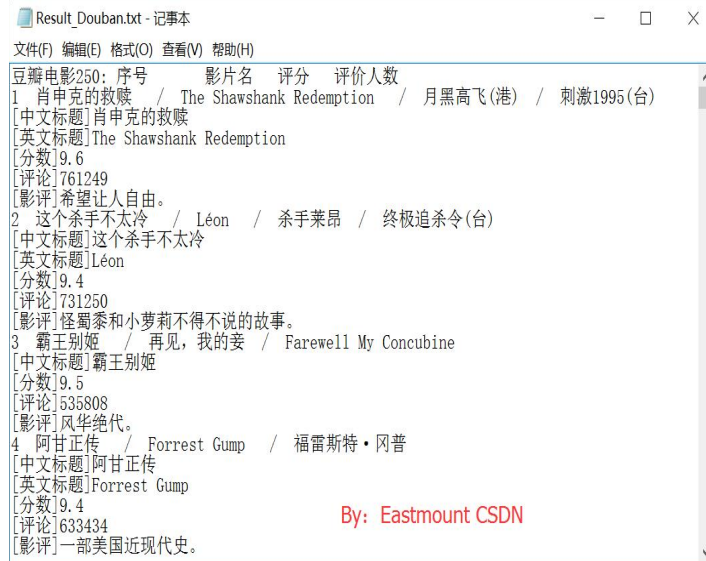 Result_Douban.txt - 记事本
文件(F) 编辑(E) 格式(O) 查看(V) 帮助(H)
豆瓣电影250: 序号 影片名 评分 评价人数
1 肖申克的救赎 / The Shawshank Redemption / 月黑高飞(港) / 刺激1995(台)
[中文标题]肖申克的救赎
[英文标题]The Shawshank Redemption
[分数]9.6
[评论]761249
[影评]希望让人自由。
2 这个杀手不太冷 / Léon / 杀手莱昂 / 终极追杀令(台)
[中文标题]这个杀手不太冷
[英文标题]Léon
[分数]9.4
[评论]731250
[影评]怪蜀黍和小萝莉不得不说的故事。
3 霸王别姬 / 再见，我的妾 / Farewell My Concubine
[中文标题]霸王别姬
[分数]9.5
[评论]535808
[影评]风华绝代。
4 阿甘正传 / Forrest Gump / 福雷斯特·冈普
[中文标题]阿甘正传
[英文标题]Forrest Gump
[分数]9.4
[评论]633434
[影评]一部美国近现代史。
By：Eastmount CSDN